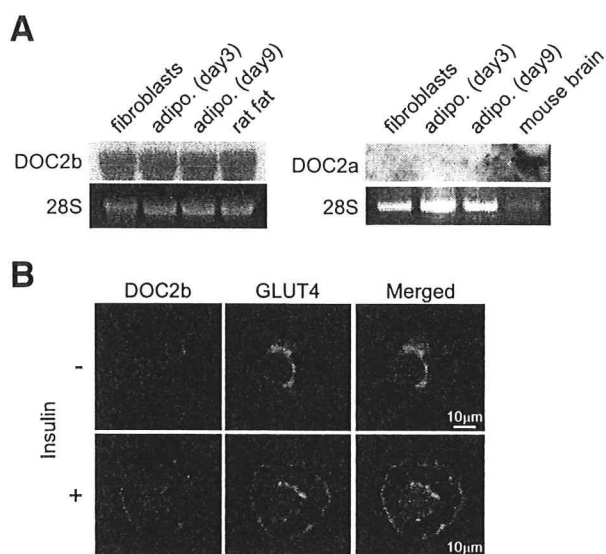 A
fibroblasts
adipo. (day3)
adipo. (day9)
rat fat
DOC2b
28S
fibroblasts
adipo. (day3)
adipo. (day9)
mouse brain
DOC2a
28S
B
DOC2b GLUT4 Merged
Insulin
-
10μm
+
10μm